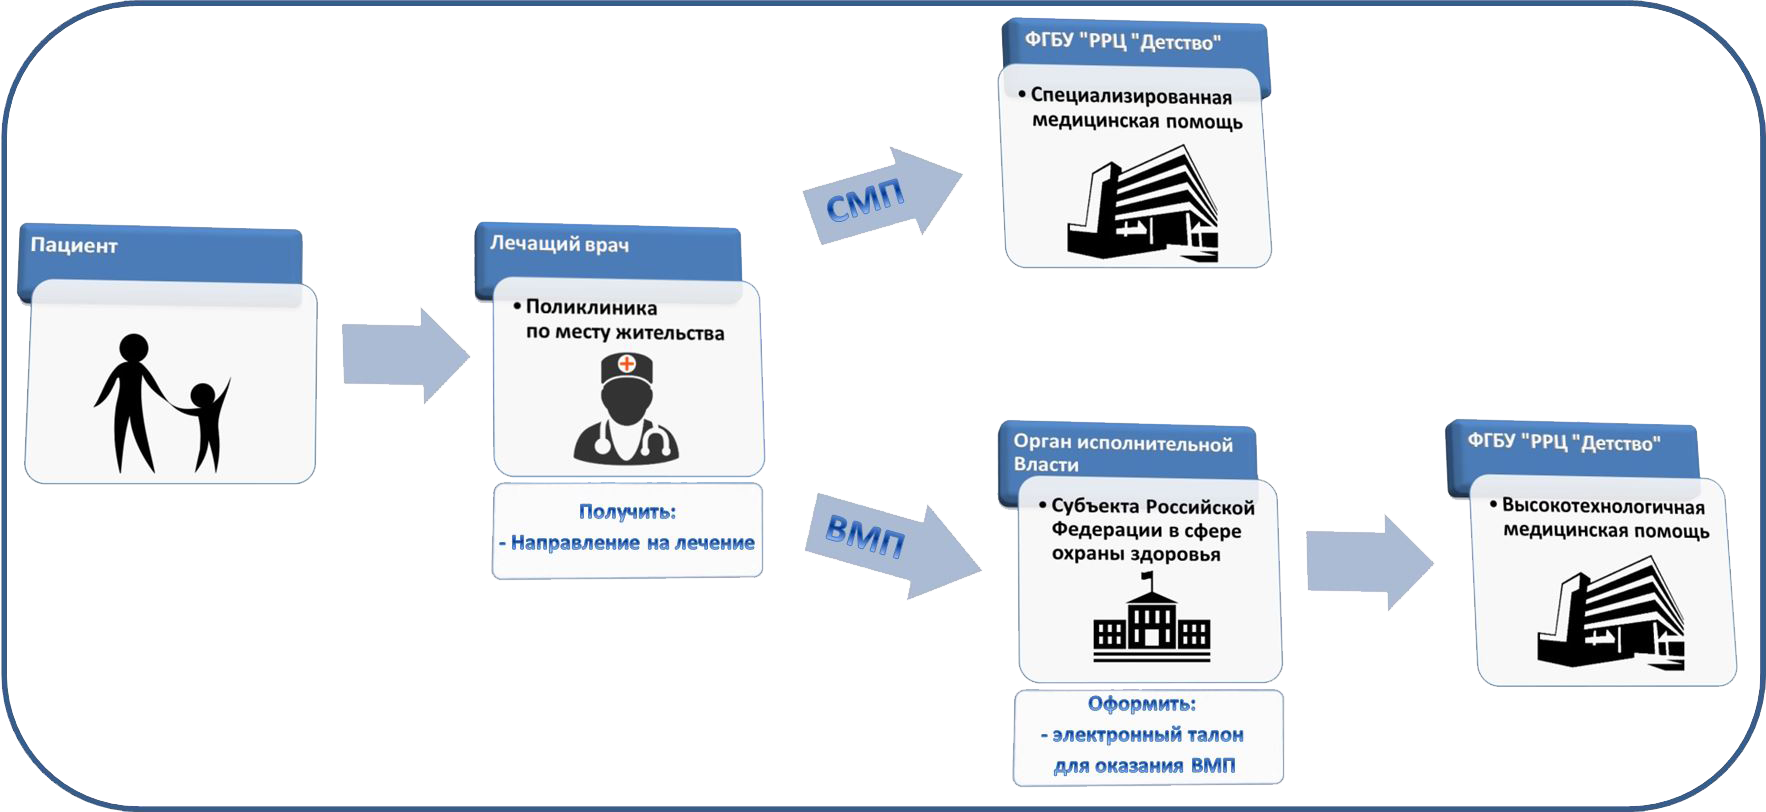 Пациент
Лечащий врач
• Поликлиника
по месту жительства
Получить:
- Направление на лечение
СМП
ФГБУ "РРЦ "Детство"
• Специализированная
медицинская помощь
ВМП
Орган исполнительной
Власти
• Субъекта Российской
Федерации в сфере
охраны здоровья
Оформить:
- электронный талон
для оказания ВМП
ФГБУ "РРЦ "Детство"
• Высокотехнологичная
медицинская помощь